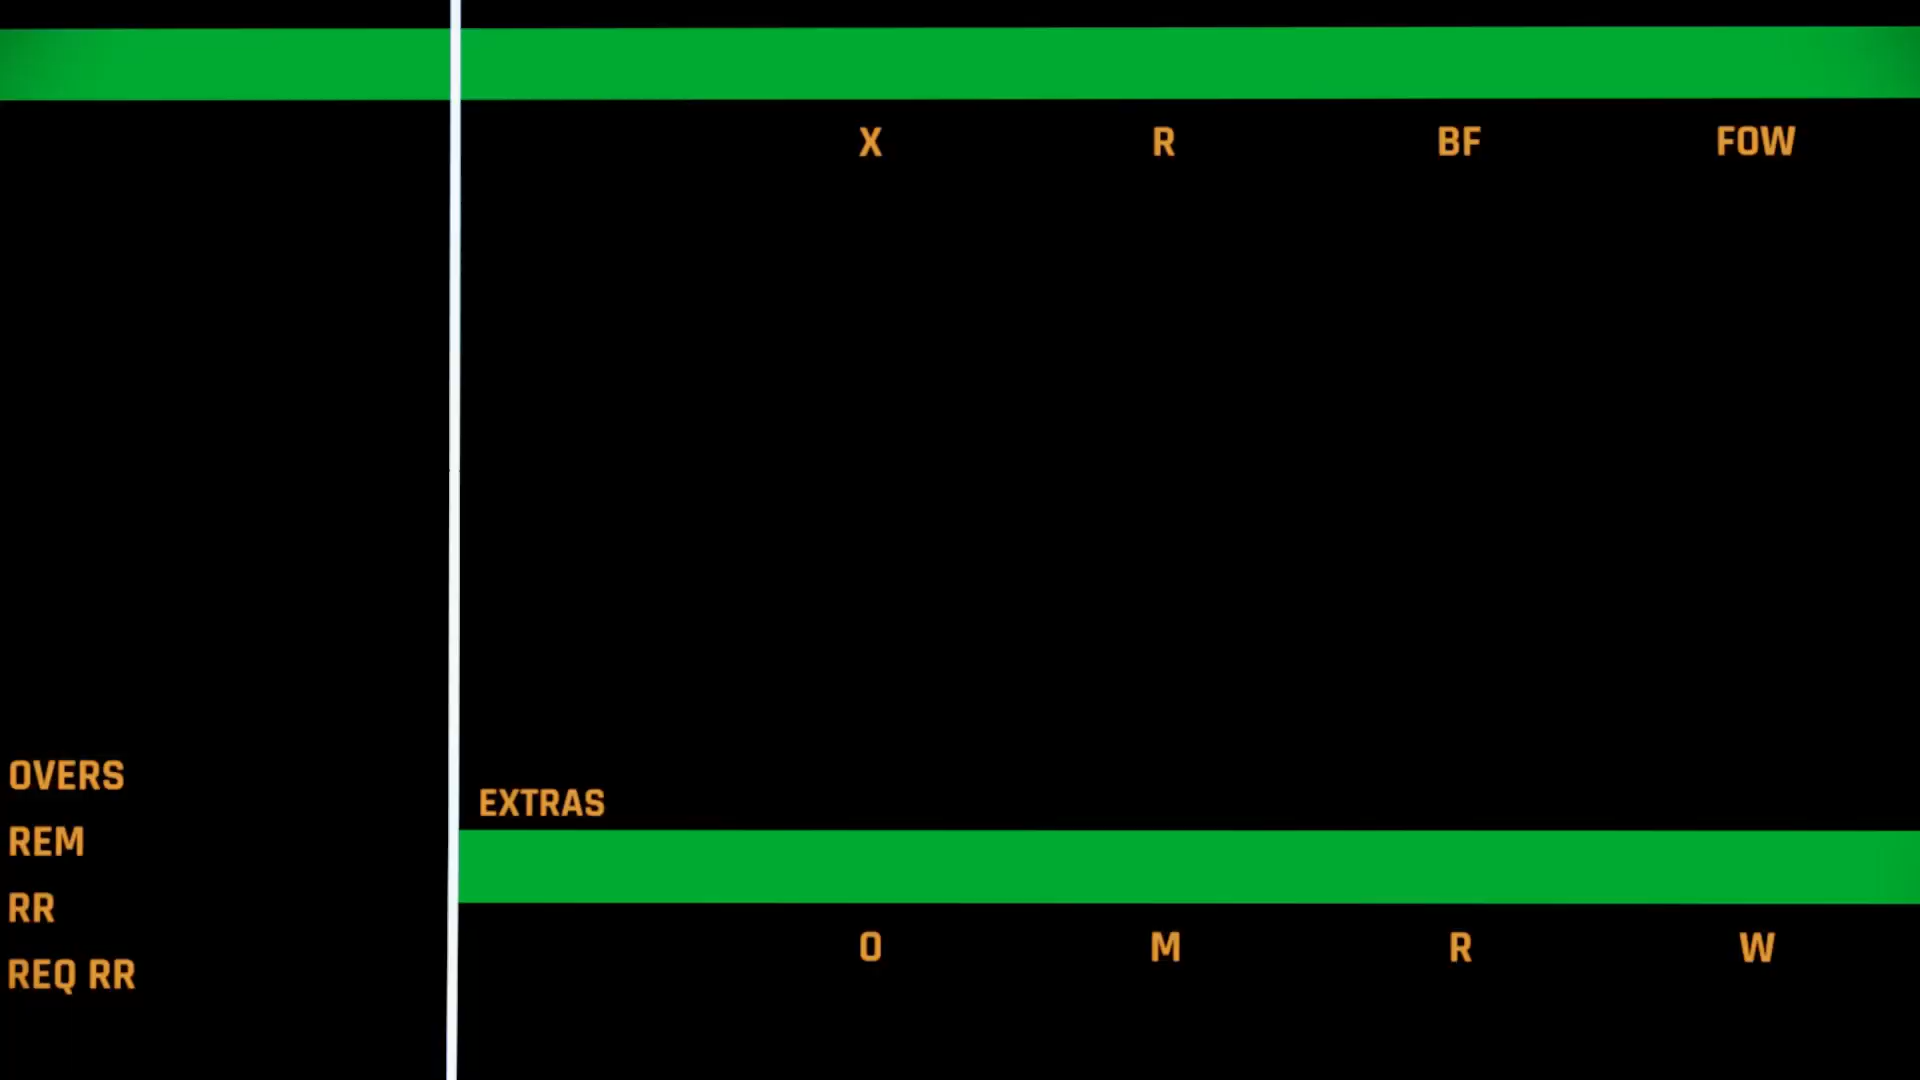 X R BF FOW
OVERS
REM
RR
REQ RR
EXTRAS
O M R W